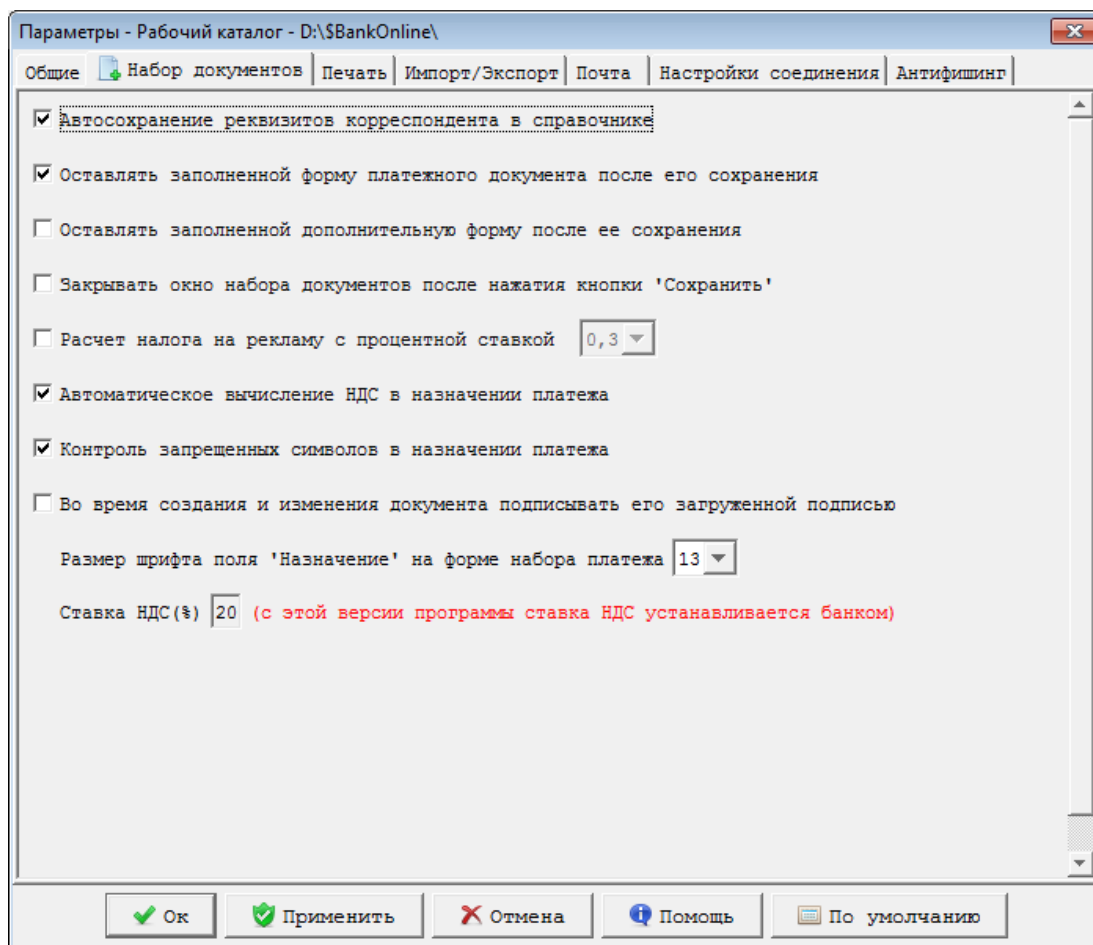 Параметры - Рабочий каталог - D:\$BankOnline\
Общие Набор документов Печать Импорт/Экспорт Почта Настройки соединения Антифишинг
Автосохранение реквизитов корреспондента в справочнике
Оставлять заполненной форму платежного документа после его сохранения
Оставлять заполненной дополнительную форму после ее сохранения
Закрывать окно набора документов после нажатия кнопки 'Сохранить'
Расчет налога на рекламу с процентной ставкой 0,3
Автоматическое вычисление НДС в назначении платежа
Контроль запрещенных символов в назначении платежа
Во время создания и изменения документа подписывать его загруженной подписью
Размер шрифта поля 'Назначение' на форме набора платежа 13
Ставка НДС(%) 20 (с этой версии программы ставка НДС устанавливается банком)
Ок Применить Отмена Помощь По умолчанию